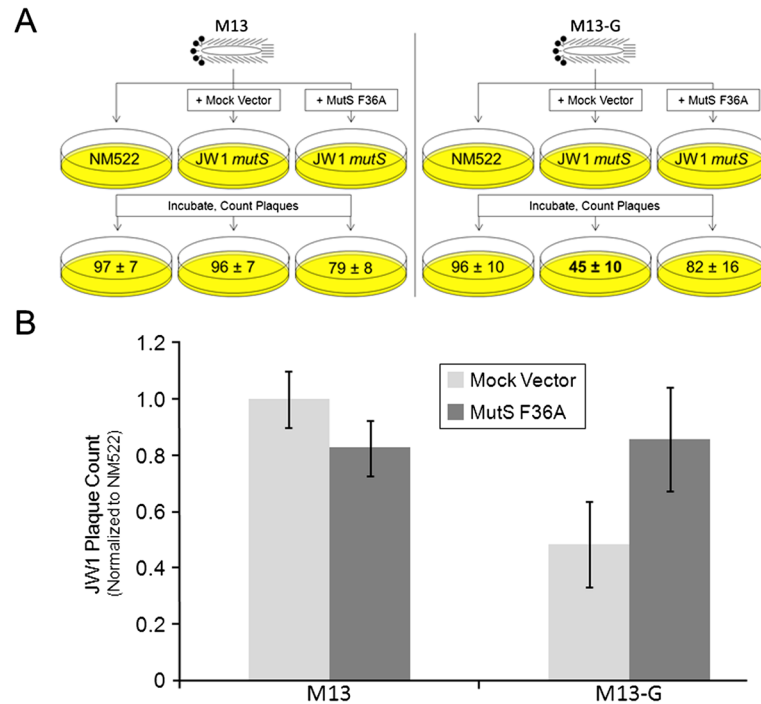 A
M13
M13-G
+ Mock Vector
+ MutS F36A
+ Mock Vector
+ MutS F36A
NM522
JW1 mutS
JW1 mutS
NM522
JW1 mutS
JW1 mutS
Incubate, Count Plaques
Incubate, Count Plaques
97 ± 7
96 ± 7
79 ± 8
96 ± 10
45 ± 10
82 ± 16
B
JW1 Plaque Count
(Normalized to NM522)
1.2
1.0
0.8
0.6
0.4
0.2
0
Mock Vector
MutS F36A
M13
M13-G